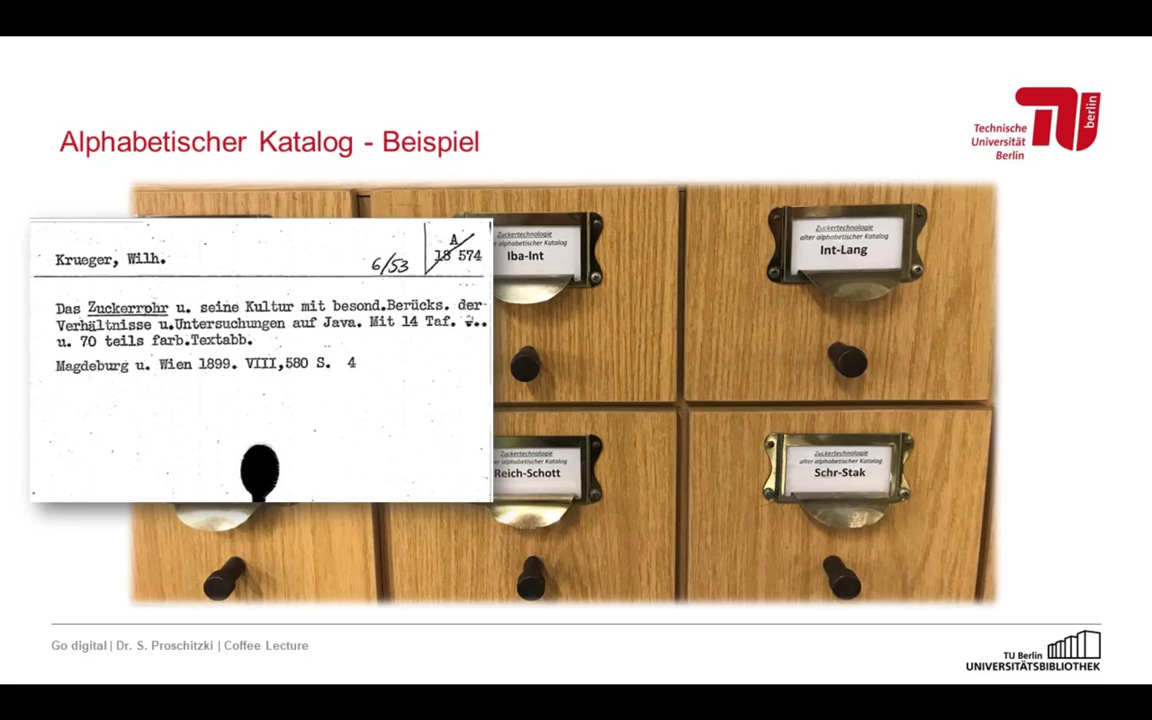 Alphabetischer Katalog - Beispiel
Technische
Universität
Berlin
berlin
Krueger, Wilh.
6/53
A
18 574
Das Zuckerrohr u. seine Kultur mit besond.Berücks. der
Verhältnisse u.Untersuchungen auf Java. Mit 14 Taf.
u. 70 teils farb.Textabb.
Magdeburg u. Wien 1899. VIII,580 S. 4
Zuckertechnologie
r alphabetischer Katalog
Iba-Int
Zuckertechnologie
alter alphabetischer Katalog
Int-Lang
Zuckertechnologie
r alphabetischer Katalog
Reich-Schott
Zuckertechnologie
alter alphabetischer Katalog
Schr-Stak
Go digital | Dr. S. Proschitzki | Coffee Lecture
TU Berlin
UNIVERSITÄTSBIBLIOTHEK